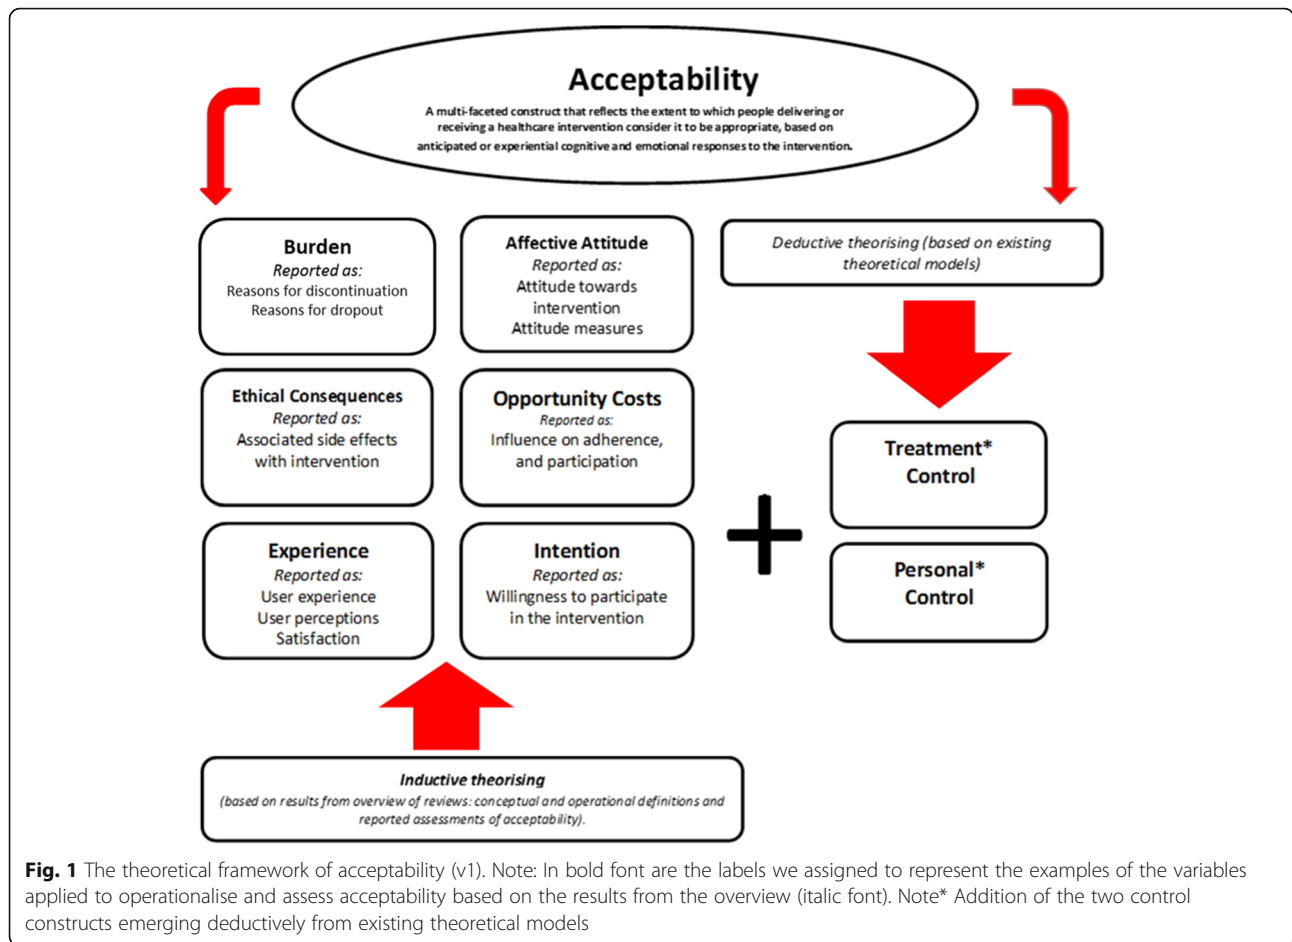 Acceptability
A multi-faceted construct that reflects the extent to which people delivering or
receiving a healthcare intervention consider it to be appropriate, based on
anticipated or experiential cognitive and emotional responses to the intervention.
Burden
Reported as:
Reasons for discontinuation
Reasons for dropout
Affective Attitude
Reported as:
Attitude towards
intervention
Attitude measures
Deductive theorising (based on existing
theoretical models)
Ethical Consequences
Reported as:
Associated side effects
with intervention
Opportunity Costs
Reported as:
Influence on adherence,
and participation
Treatment*
Control
Experience
Reported as:
User experience
User perceptions
Satisfaction
Intention
Reported as:
Willingness to participate
in the intervention
Personal*
Control
Inductive theorising
(based on results from overview of reviews: conceptual and operational definitions and
reported assessments of acceptability).
Fig. 1 The theoretical framework of acceptability (v1). Note: In bold font are the labels we assigned to represent the examples of the variables
applied to operationalise and assess acceptability based on the results from the overview (italic font). Note* Addition of the two control
constructs emerging deductively from existing theoretical models